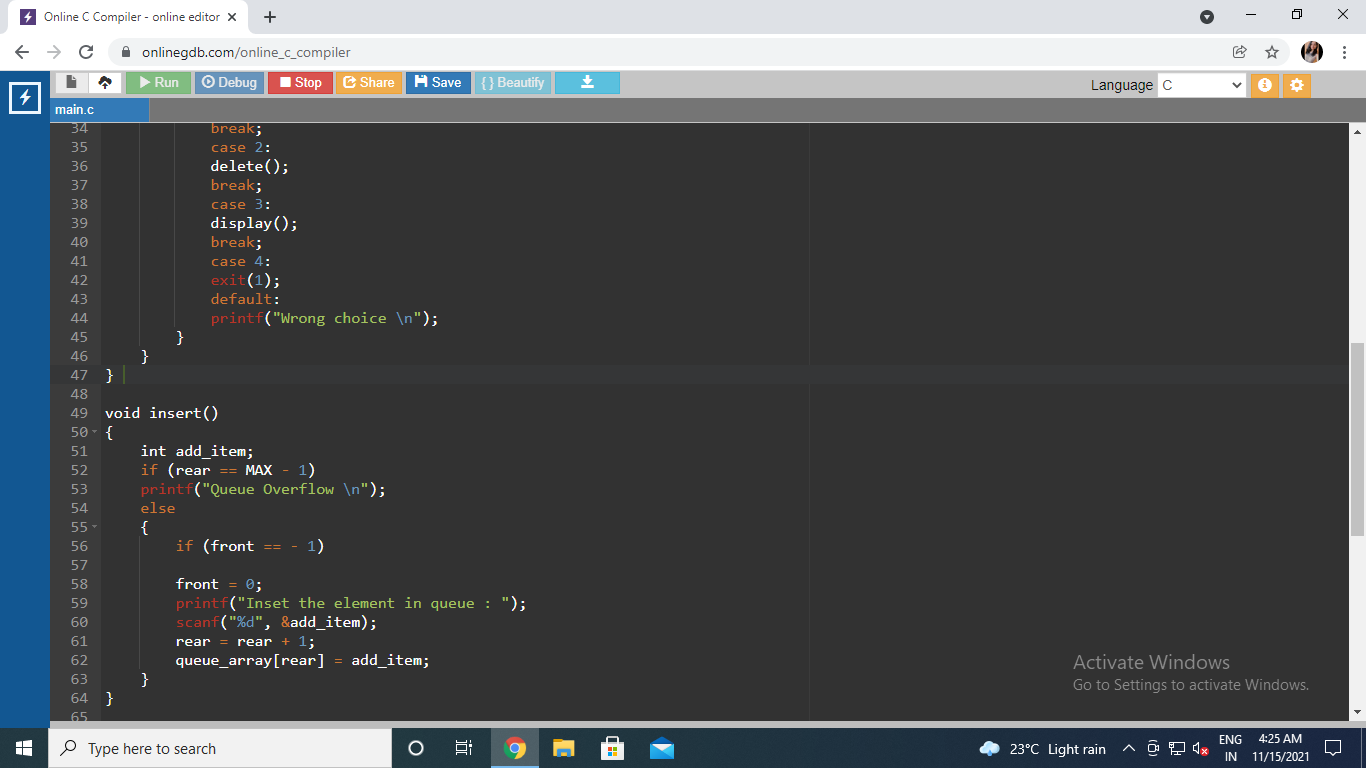 Online C Compiler - online editor
onlinegdb.com/online_c_compiler
Run Debug Stop Share Save { } Beautify Language C
main.c
34 break;
35 case 2:
36 delete();
37 break;
38 case 3:
39 display();
40 break;
41 case 4:
42 exit(1);
43 default:
44 printf("Wrong choice \n");
45 }
46 }
47 }
48
49 void insert()
50 {
51 int add_item;
52 if (rear == MAX - 1)
53 printf("Queue Overflow \n");
54 else
55 {
56 if (front == - 1)
57
58 front = 0;
59 printf("Inset the element in queue : ");
60 scanf("%d", &add_item);
61 rear = rear + 1;
62 queue_array[rear] = add_item;
63 }
64 }
65
Activate Windows
Go to Settings to activate Windows.
Type here to search
23°C Light rain
ENG
IN
4:25 AM
11/15/2021